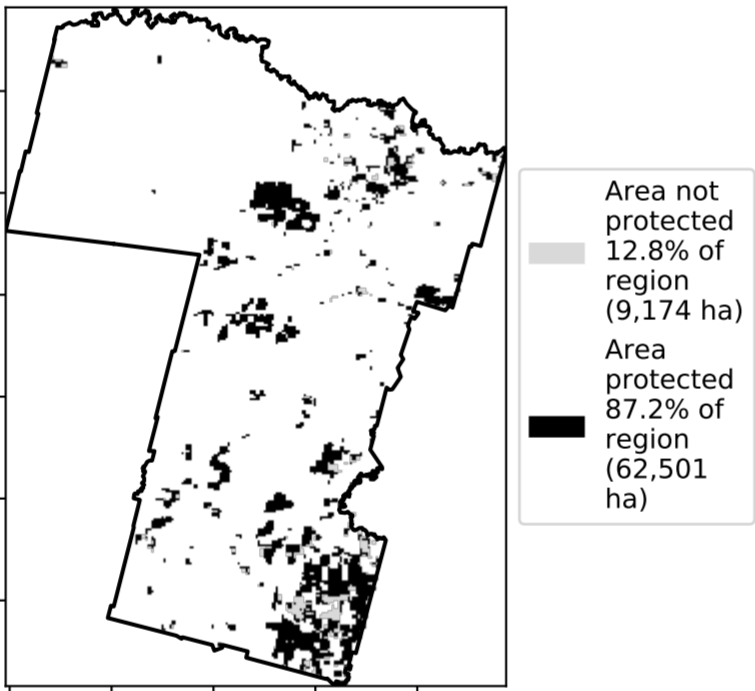 Area not
protected
12.8% of
region
(9,174 ha)
Area
protected
87.2% of
region
(62,501
ha)